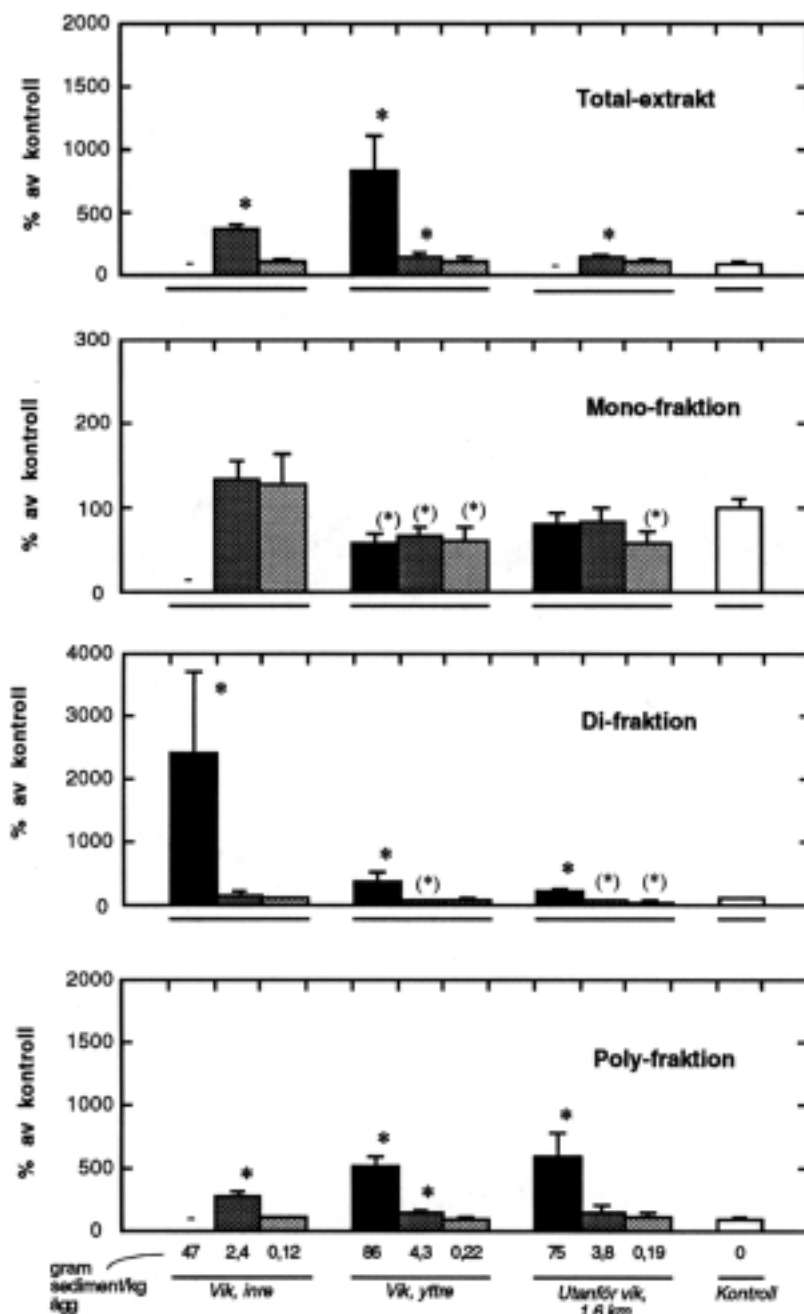 2000
1500
1000
500
0
% av kontroll
Total-extrakt
*
*
*
*
-
-
300
200
100
0
% av kontroll
Mono-fraktion
(*) (*) (*)
(*)
-
4000
3000
2000
1000
0
% av kontroll
Di-fraktion
*
*
(*)
*
(*) (*)
2000
1500
1000
500
0
% av kontroll
Poly-fraktion
*
*
*
*
-
gram
sediment/kg
ägg
47 2,4 0,12 86 4,3 0,22 75 3,8 0,19 0
Vik, inre Vik, yttre Utanför vik, Kontroll
1,6 km